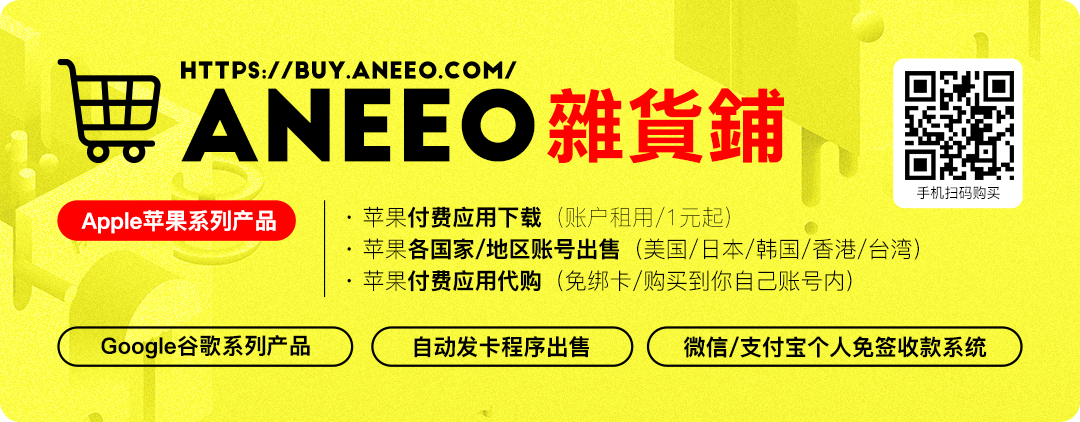 HTTPS://BUY.ANEEO.COM/
ANEEO雜貨鋪
手机扫码购买
Apple苹果系列产品
· 苹果付费应用下载（账户租用/1元起）
· 苹果各国家/地区账号出售（美国/日本/韩国/香港/台湾）
· 苹果付费应用代购（免绑卡/购买到你自己账号内）
Google谷歌系列产品
自动发卡程序出售
微信/支付宝个人免签收款系统